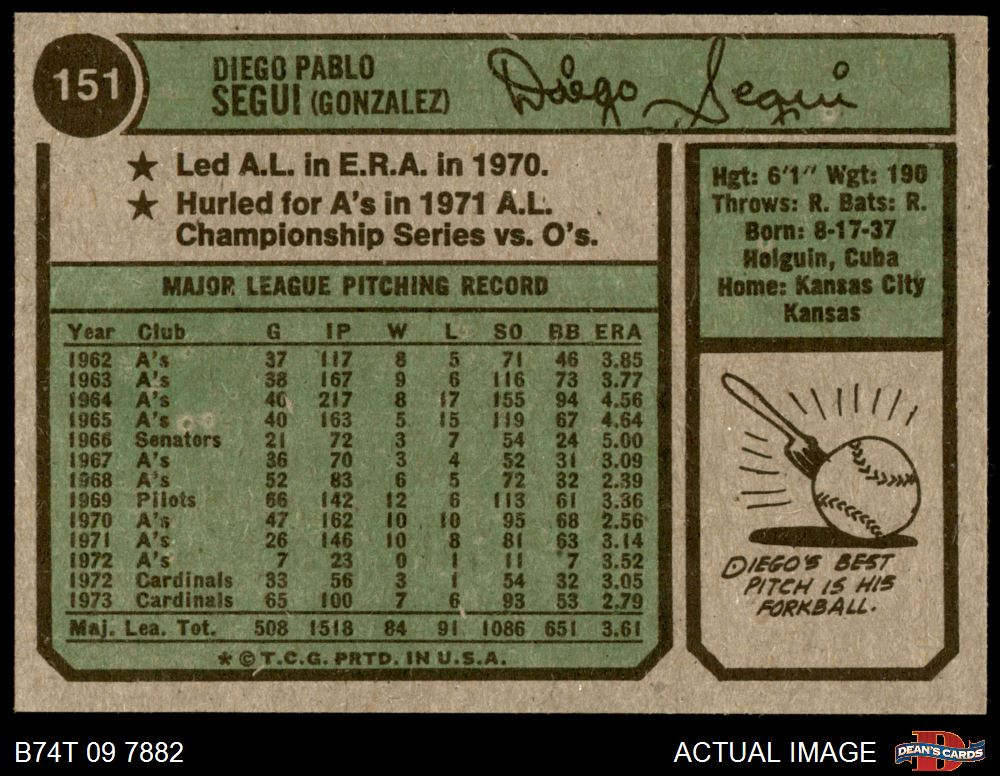 151
DIEGO PABLO
SEGUI (GONZALEZ)
Diego Segui
★ Led A.L. in E.R.A. in 1970.
★ Hurled for A's in 1971 A.L.
Championship Series vs. O's.
MAJOR LEAGUE PITCHING RECORD
Year Club G IP W L SO BB ERA
1962 A's 37 117 8 5 71 46 3.85
1963 A's 38 167 9 6 116 73 3.77
1964 A's 40 217 8 17 155 94 4.56
1965 A's 40 163 5 15 119 67 4.64
1966 Senators 21 72 3 7 54 24 5.00
1967 A's 36 70 3 4 52 31 3.09
1968 A's 52 83 6 5 72 32 2.39
1969 Pilots 66 142 12 6 113 61 3.36
1970 A's 47 162 10 10 95 68 2.56
1971 A's 26 146 10 8 81 63 3.14
1972 A's 7 23 0 1 11 7 3.52
1972 Cardinals 33 56 3 1 54 32 3.05
1973 Cardinals 65 100 7 6 93 53 2.79
Maj. Lea. Tot. 508 1518 84 91 1086 651 3.61
★ © T.C.G. PRTD. IN U.S.A.
Hgt: 6'1" Wgt: 190
Throws: R. Bats: R.
Born: 8-17-37
Holguin, Cuba
Home: Kansas City
Kansas
DIEGO'S BEST
PITCH IS HIS
FORKBALL.
B74T 09 7882
ACTUAL IMAGE
DEAN'S CARDS